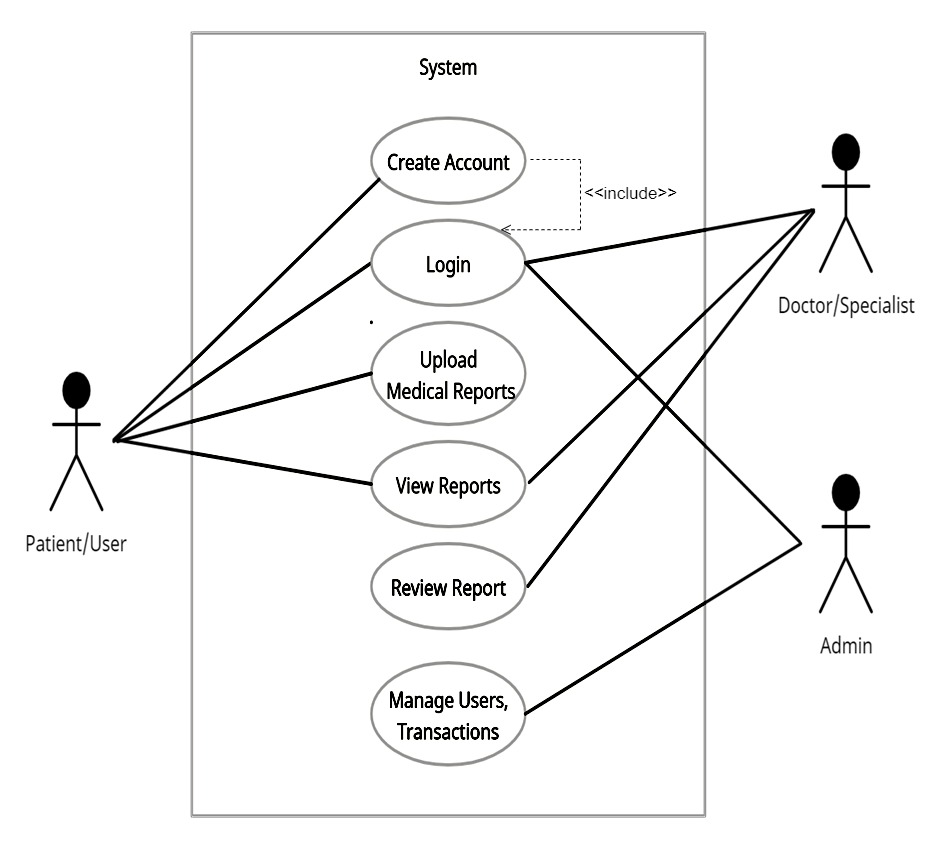 System
Create Account
<<include>>
Login
Doctor/Specialist
Upload
Medical Reports
View Reports
Patient/User
Review Report
Admin
Manage Users,
Transactions